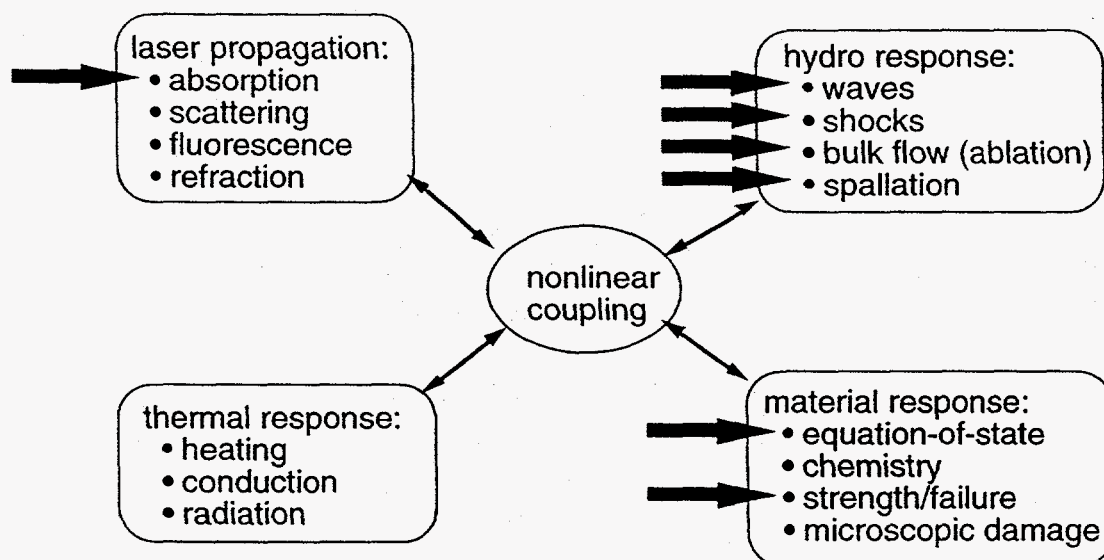 laser propagation:
• absorption
• scattering
• fluorescence
• refraction
hydro response:
• waves
• shocks
• bulk flow (ablation)
• spallation
nonlinear
coupling
thermal response:
• heating
• conduction
• radiation
material response:
• equation-of-state
• chemistry
• strength/failure
• microscopic damage